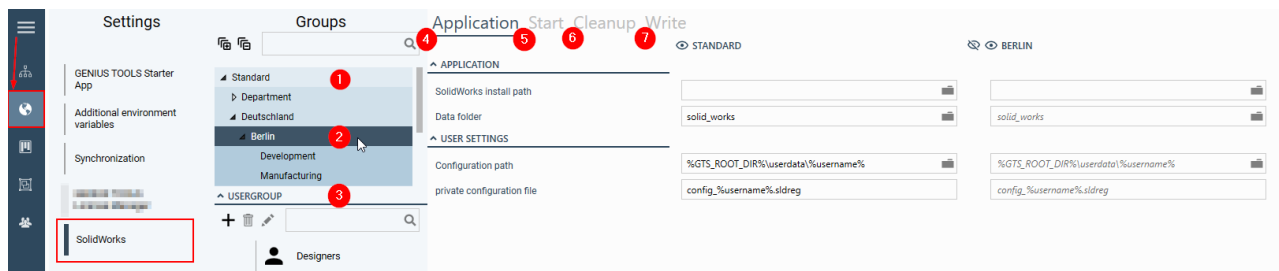 Settings
Groups
Application Start Cleanup Write
4
5
6
7
STANDARD
BERLIN
GENIUS TOOLS Starter
App
Additional environment
variables
Synchronization
SolidWorks
Standard
1
Department
Deutschland
Berlin
2
Development
Manufacturing
USERGROUP
3
Designers
APPLICATION
SolidWorks install path
Data folder
solid_works
solid_works
USER SETTINGS
Configuration path
%GTS_ROOT_DIR%\userdata\%username%
%GTS_ROOT_DIR%\userdata\%username%
private configuration file
config_%username%.sldreg
config_%username%.sldreg